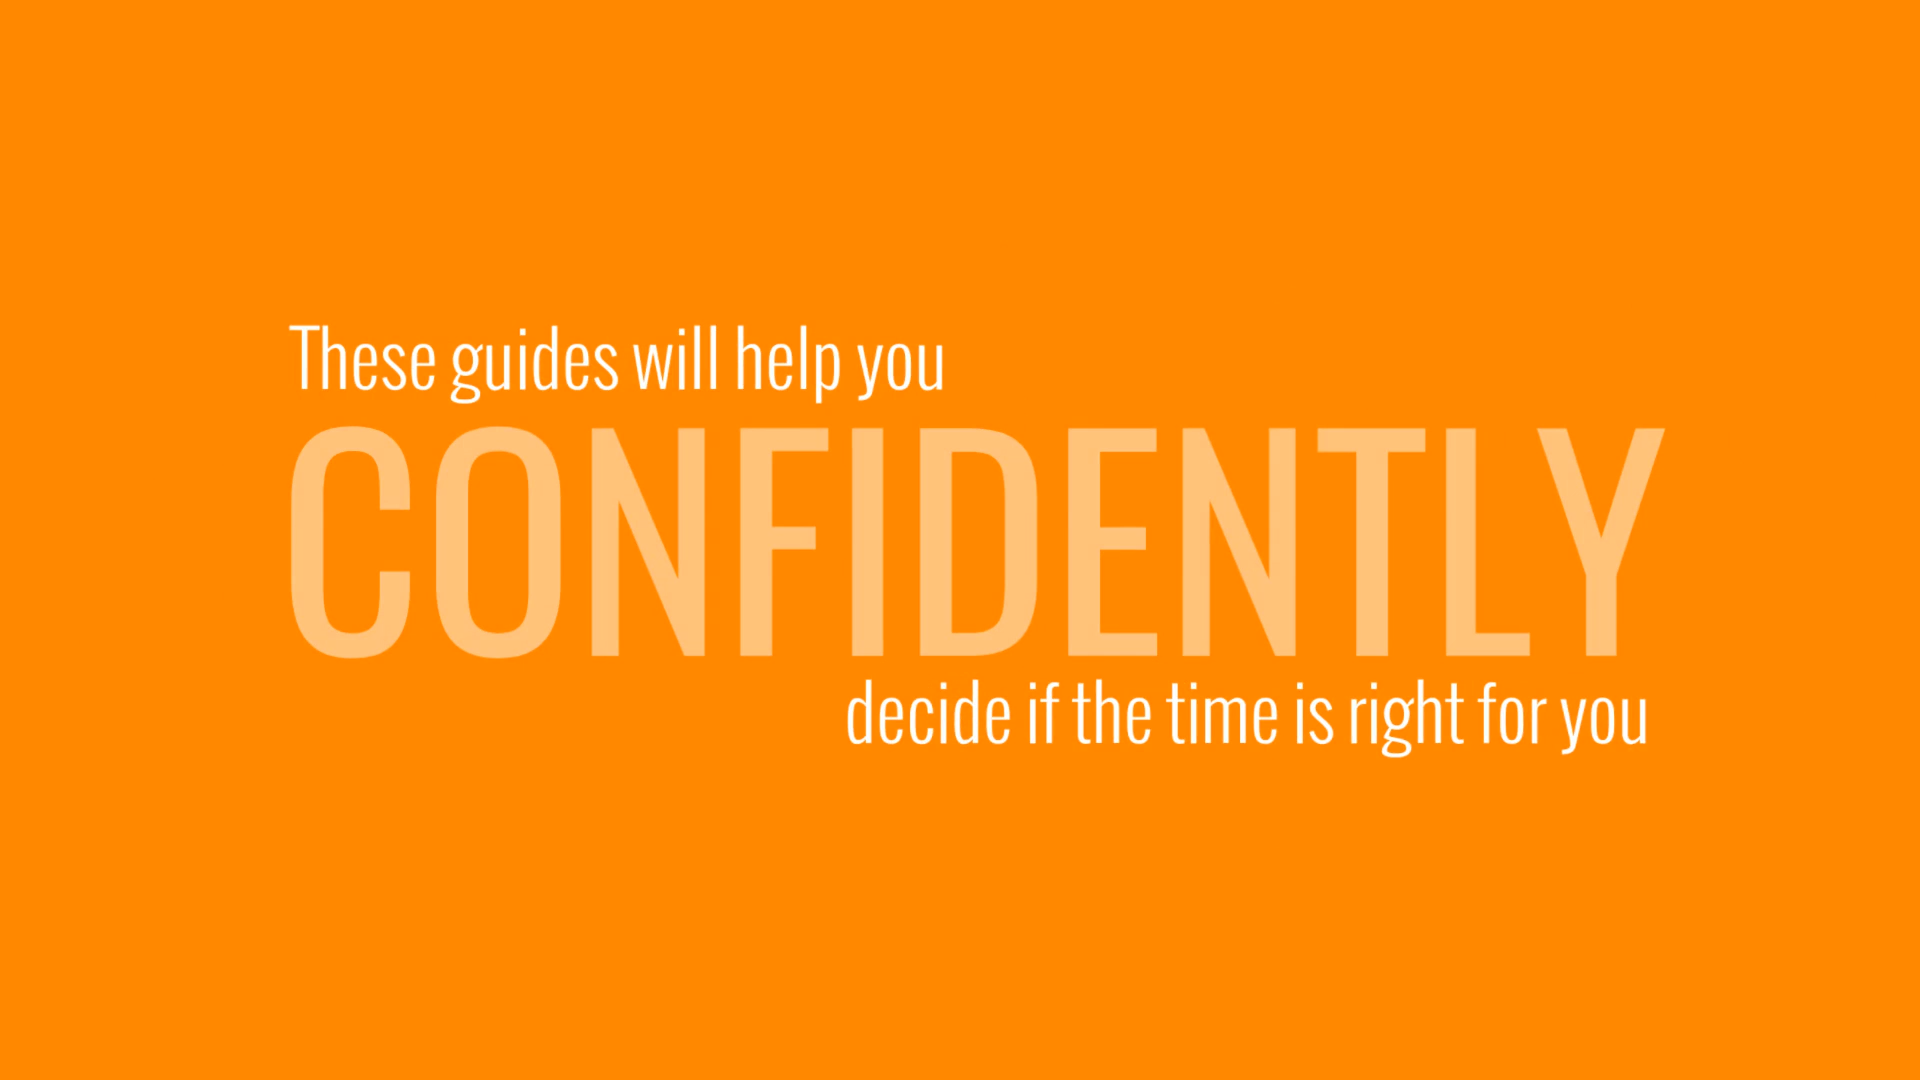 These guides will help you
CONFIDENTLY
decide if the time is right for you